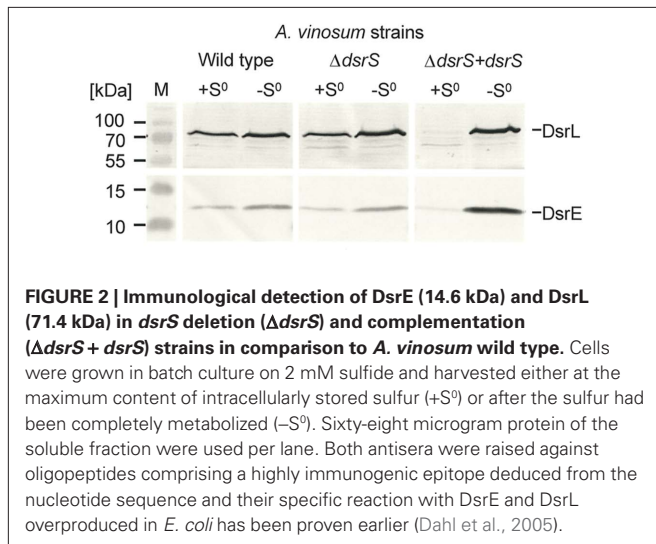 A. vinosum strains
Wild type ΔdsrS ΔdsrS+dsrS
[kDa] M +S⁰ -S⁰ +S⁰ -S⁰ +S⁰ -S⁰
100
70
55
DsrL
15
10
DsrE
FIGURE 2 | Immunological detection of DsrE (14.6 kDa) and DsrL
(71.4 kDa) in dsrS deletion (ΔdsrS) and complementation
(ΔdsrS + dsrS) strains in comparison to A. vinosum wild type. Cells
were grown in batch culture on 2 mM sulfide and harvested either at the
maximum content of intracellularly stored sulfur (+S⁰) or after the sulfur had
been completely metabolized (–S⁰). Sixty-eight microgram protein of the
soluble fraction were used per lane. Both antisera were raised against
oligopeptides comprising a highly immunogenic epitope deduced from the
nucleotide sequence and their specific reaction with DsrE and DsrL
overproduced in E. coli has been proven earlier (Dahl et al., 2005).